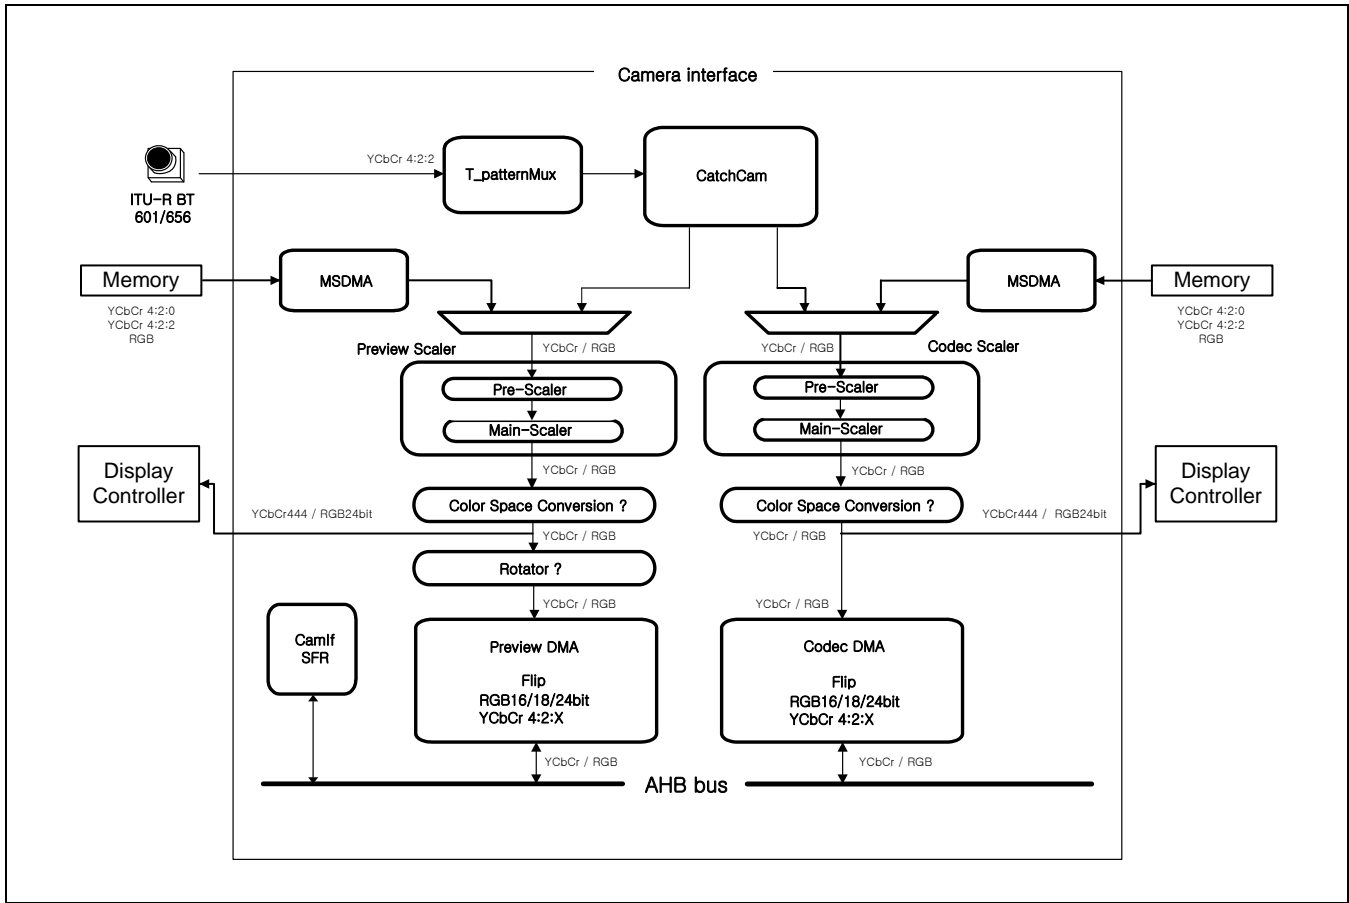 Camera interface
YCbCr 4:2:2
T_patternMux
CatchCam
ITU-R BT
601/656
MSDMA
MSDMA
Memory
Memory
YCbCr 4:2:0
YCbCr 4:2:2
RGB
YCbCr 4:2:0
YCbCr 4:2:2
RGB
Preview Scaler
YCbCr / RGB
YCbCr / RGB
Codec Scaler
Pre-Scaler
Pre-Scaler
Main-Scaler
Main-Scaler
YCbCr / RGB
YCbCr / RGB
Display
Controller
Display
Controller
Color Space Conversion ?
Color Space Conversion ?
YCbCr444 / RGB24bit
YCbCr444 / RGB24bit
YCbCr / RGB
YCbCr / RGB
Rotator ?
YCbCr / RGB
YCbCr / RGB
CamIf
SFR
Preview DMA
Flip
RGB16/18/24bit
YCbCr 4:2:X
Codec DMA
Flip
RGB16/18/24bit
YCbCr 4:2:X
YCbCr / RGB
YCbCr / RGB
AHB bus